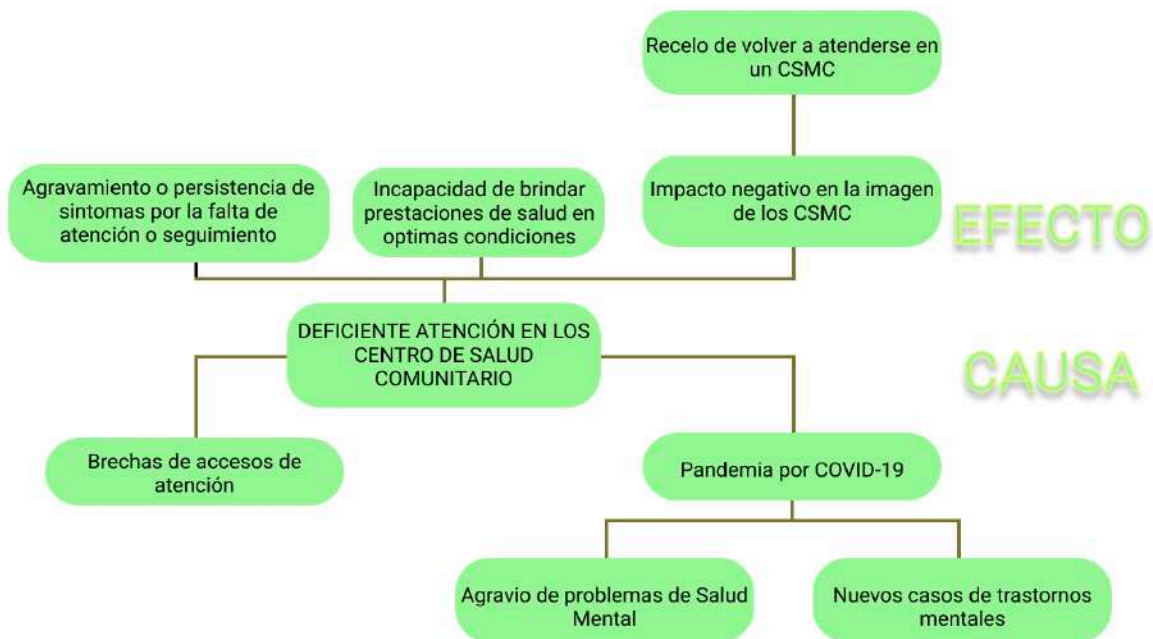 Recelo de volver a atenderse en
un CSMC
Agravamiento o persistencia de
sintomas por la falta de
atención o seguimiento
Incapacidad de brindar
prestaciones de salud en
optimas condiciones
Impacto negativo en la imagen
de los CSMC
EFECTO
DEFICIENTE ATENCIÓN EN LOS
CENTRO DE SALUD
COMUNITARIO
CAUSA
Brechas de accesos de
atención
Pandemia por COVID-19
Agravio de problemas de Salud
Mental
Nuevos casos de trastornos
mentales